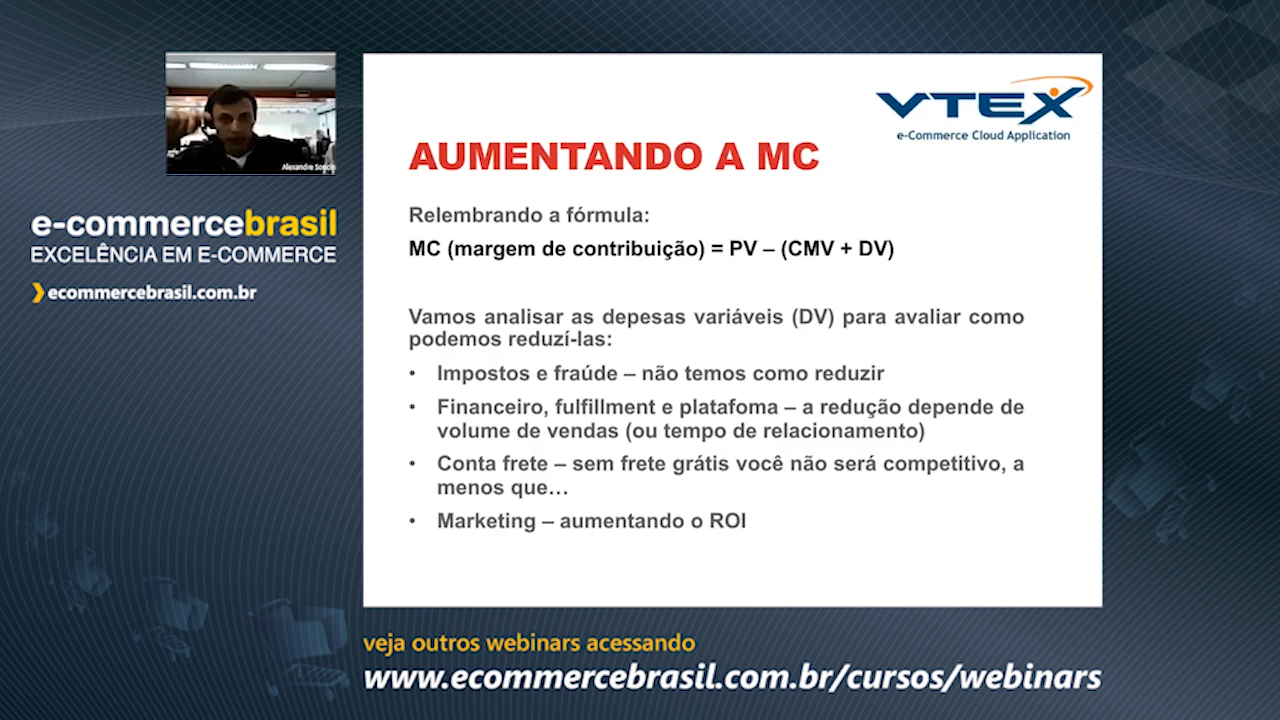 Alexandre Soncini
e-commercebrasil
EXCELÊNCIA EM E-COMMERCE
ecommercebrasil.com.br
VTEX
e-Commerce Cloud Application
AUMENTANDO A MC
Relembrando a fórmula:
MC (margem de contribuição) = PV – (CMV + DV)
Vamos analisar as depesas variáveis (DV) para avaliar como
podemos reduzí-las:
• Impostos e fraúde – não temos como reduzir
• Financeiro, fulfillment e platafoma – a redução depende de
volume de vendas (ou tempo de relacionamento)
• Conta frete – sem frete grátis você não será competitivo, a
menos que…
• Marketing – aumentando o ROI
veja outros webinars acessando
www.ecommercebrasil.com.br/cursos/webinars